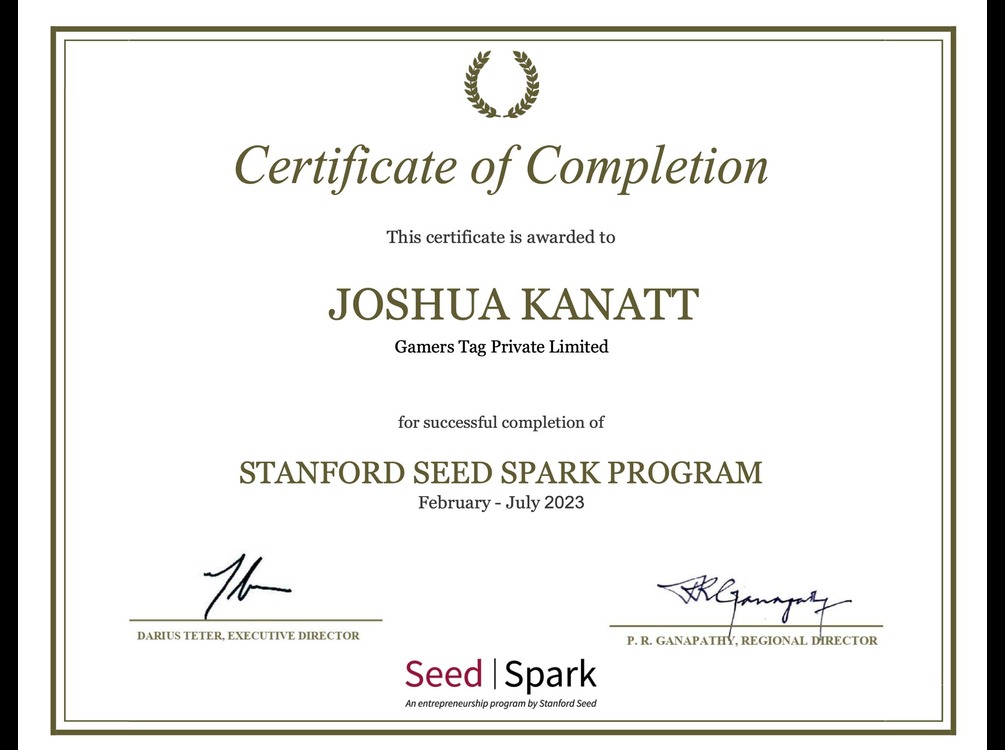 Certificate of Completion
This certificate is awarded to
JOSHUA KANATT
Gamers Tag Private Limited
for successful completion of
STANFORD SEED SPARK PROGRAM
February - July 2023
DARIUS TETER, EXECUTIVE DIRECTOR
PRGanapathy
P. R. GANAPATHY, REGIONAL DIRECTOR
Seed | Spark
An entrepreneurship program by Stanford Seed